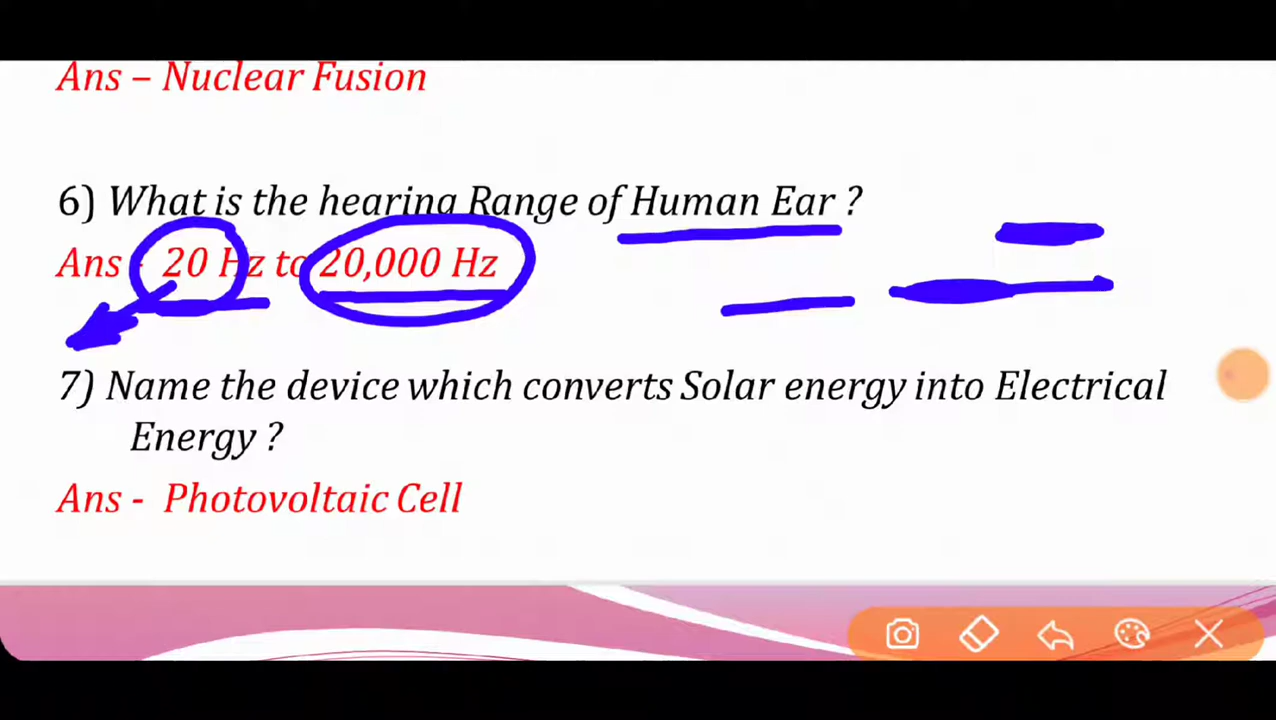 Ans – Nuclear Fusion
6) What is the hearing Range of Human Ear ?
Ans - 20 Hz to 20,000 Hz
7) Name the device which converts Solar energy into Electrical
Energy ?
Ans - Photovoltaic Cell